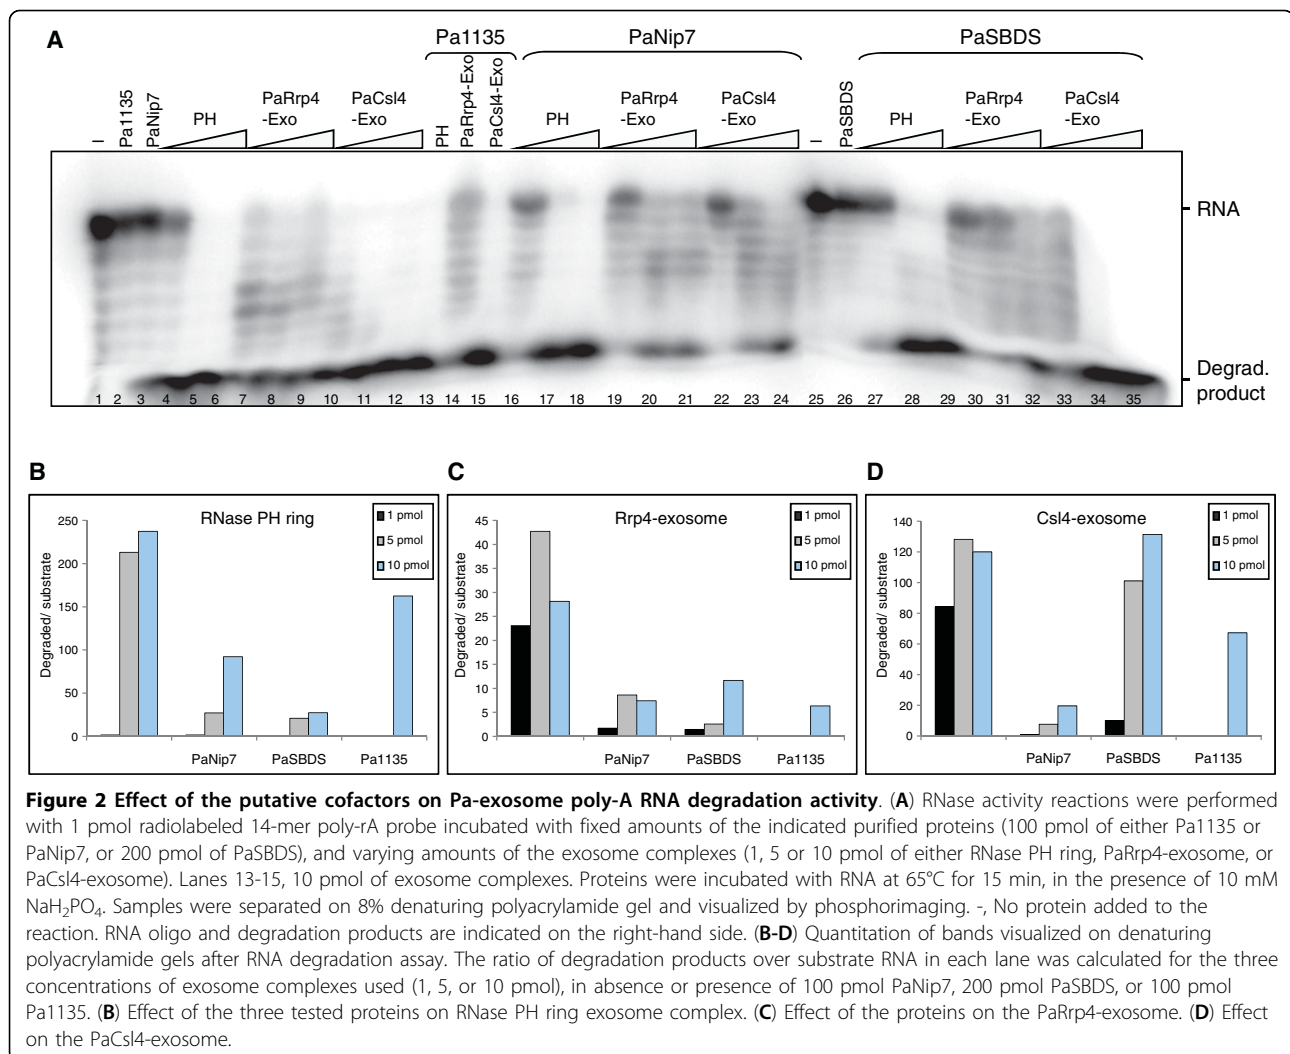 A
Pa1135
PaNip7
PaSBDS
-
Pa1135
PaNip7
PH
PaRrp4
-Exo
PaCsl4
-Exo
PH
PaRrp4-Exo
PaCsl4-Exo
PH
PaRrp4
-Exo
PaCsl4
-Exo
-
PaSBDS
PH
PaRrp4
-Exo
PaCsl4
-Exo
RNA
Degrad.
product
1 2 3 4 5 6 7 8 9 10 11 12 13 14 15 16 17 18 19 20 21 22 23 24 25 26 27 28 29 30 31 32 33 34 35
B
RNase PH ring
1 pmol
5 pmol
10 pmol
Degraded/ substrate
250
200
150
100
50
0
PaNip7 PaSBDS Pa1135
C
Rrp4-exosome
1 pmol
5 pmol
10 pmol
Degraded/ substrate
45
40
35
30
25
20
15
10
5
0
PaNip7 PaSBDS Pa1135
D
Csl4-exosome
1 pmol
5 pmol
10 pmol
Degraded/ substrate
140
120
100
80
60
40
20
0
PaNip7 PaSBDS Pa1135
Figure 2 Effect of the putative cofactors on Pa-exosome poly-A RNA degradation activity. (A) RNase activity reactions were performed
with 1 pmol radiolabeled 14-mer poly-rA probe incubated with fixed amounts of the indicated purified proteins (100 pmol of either Pa1135 or
PaNip7, or 200 pmol of PaSBDS), and varying amounts of the exosome complexes (1, 5 or 10 pmol of either RNase PH ring, PaRrp4-exosome, or
PaCsl4-exosome). Lanes 13-15, 10 pmol of exosome complexes. Proteins were incubated with RNA at 65°C for 15 min, in the presence of 10 mM
NaH₂PO₄. Samples were separated on 8% denaturing polyacrylamide gel and visualized by phosphorimaging. -, No protein added to the
reaction. RNA oligo and degradation products are indicated on the right-hand side. (B-D) Quantitation of bands visualized on denaturing
polyacrylamide gels after RNA degradation assay. The ratio of degradation products over substrate RNA in each lane was calculated for the three
concentrations of exosome complexes used (1, 5, or 10 pmol), in absence or presence of 100 pmol PaNip7, 200 pmol PaSBDS, or 100 pmol
Pa1135. (B) Effect of the three tested proteins on RNase PH ring exosome complex. (C) Effect of the proteins on the PaRrp4-exosome. (D) Effect
on the PaCsl4-exosome.